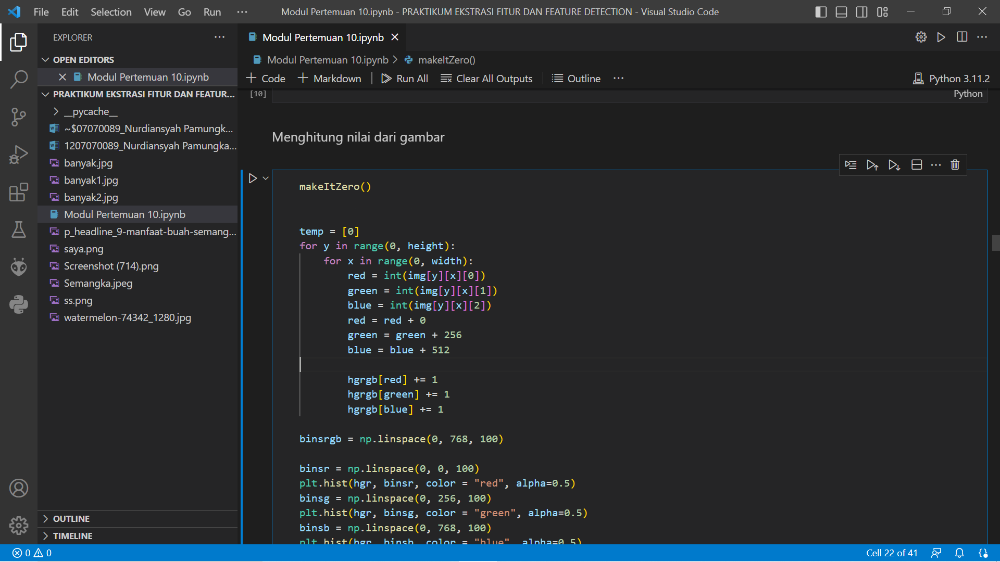 File Edit Selection View Go Run ··· Modul Pertemuan 10.ipynb - PRAKTIKUM EKSTRASI FITUR DAN FEATURE DETECTION - Visual Studio Code
EXPLORER
OPEN EDITORS
Modul Pertemuan 10.ipynb
PRAKTIKUM EKSTRASI FITUR DAN FEATUR...
__pycache__
~$07070089_Nurdiansyah Pamungk...
1207070089_Nurdiansyah Pamungka...
banyak.jpg
banyak1.jpg
banyak2.jpg
Modul Pertemuan 10.ipynb
p_headline_9-manfaat-buah-semang...
saya.png
Screenshot (714).png
Semangka.jpeg
ss.png
watermelon-74342_1280.jpg
OUTLINE
TIMELINE
Modul Pertemuan 10.ipynb
Modul Pertemuan 10.ipynb > makeItZero()
+ Code + Markdown Run All Clear All Outputs Outline ··· Python 3.11.2
[10] Python
Menghitung nilai dari gambar
makeItZero()
temp = [0]
for y in range(0, height):
for x in range(0, width):
red = int(img[y][x][0])
green = int(img[y][x][1])
blue = int(img[y][x][2])
red = red + 0
green = green + 256
blue = blue + 512
hgrgb[red] += 1
hgrgb[green] += 1
hgrgb[blue] += 1
binsrgb = np.linspace(0, 768, 100)
binsr = np.linspace(0, 0, 100)
plt.hist(hgr, binsr, color = "red", alpha=0.5)
binsg = np.linspace(0, 256, 100)
plt.hist(hgr, binsg, color = "green", alpha=0.5)
binsb = np.linspace(0, 768, 100)
plt.hist(hgr, binsb, color = "blue", alpha=0.5)
0 0 Cell 22 of 41